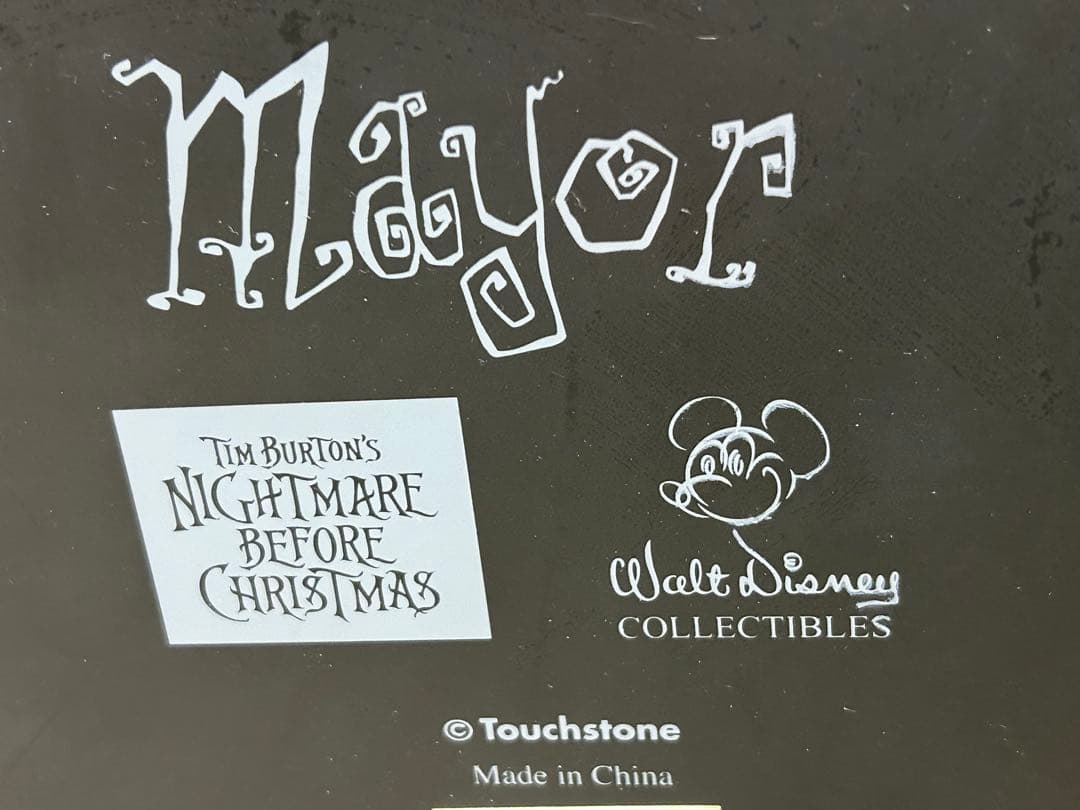 Mayor
TIM BURTON'S
NIGHTMARE
BEFORE
CHRISTMAS
Walt Disney
©
COLLECTIBLES
© Touchstone
Made in China